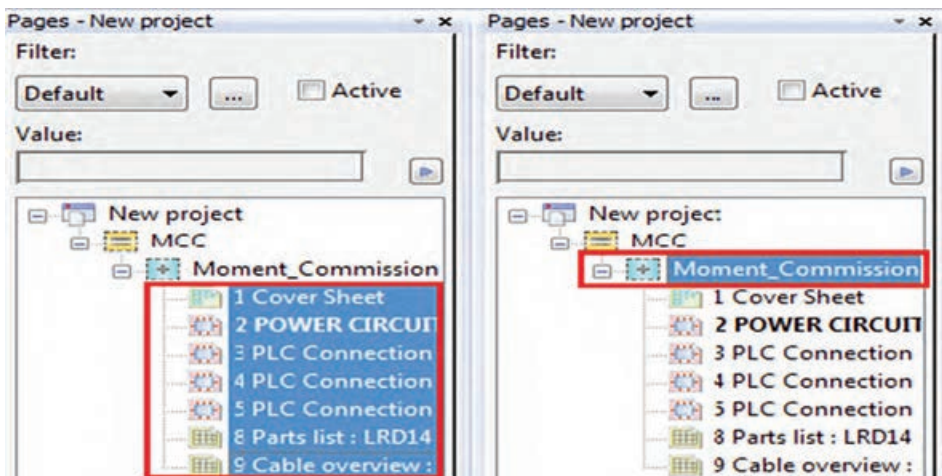 Pages - New project
Filter:
Default
...
Active
Value:
New project
MCC
Moment_Commission
1 Cover Sheet
2 POWER CIRCUIT
3 PLC Connection
4 PLC Connection
5 PLC Connection
8 Parts list : LRD14
9 Cable overview :
Pages - New project
Filter:
Default
...
Active
Value:
New project
MCC
Moment_Commission
1 Cover Sheet
2 POWER CIRCUIT
3 PLC Connection
4 PLC Connection
5 PLC Connection
8 Parts list : LRD14
9 Cable overview :